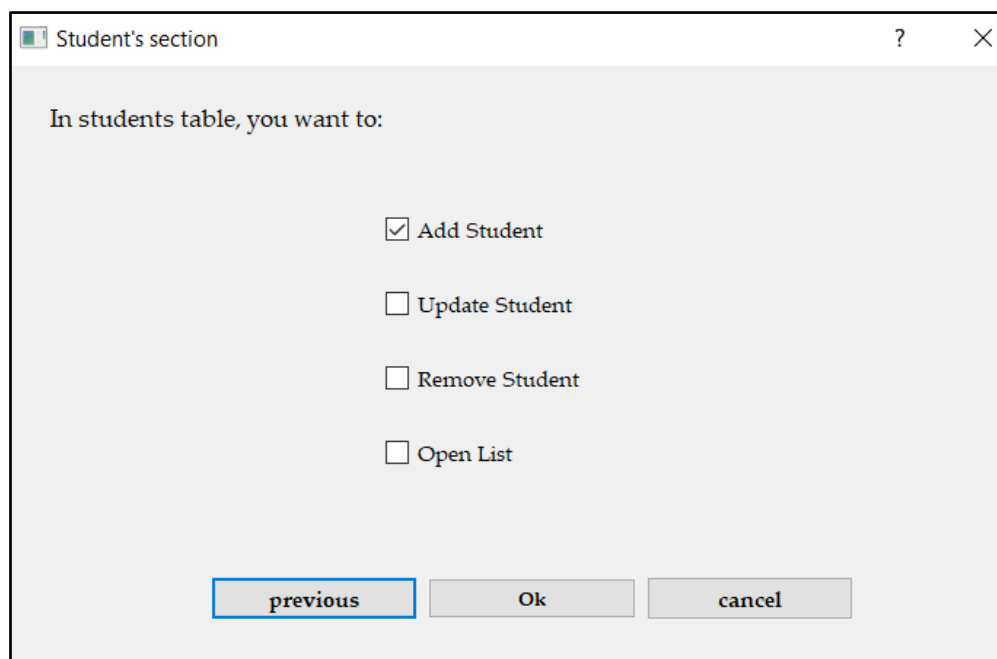 Student's section ?
In students table, you want to:
Add Student
Update Student
Remove Student
Open List
previous Ok cancel